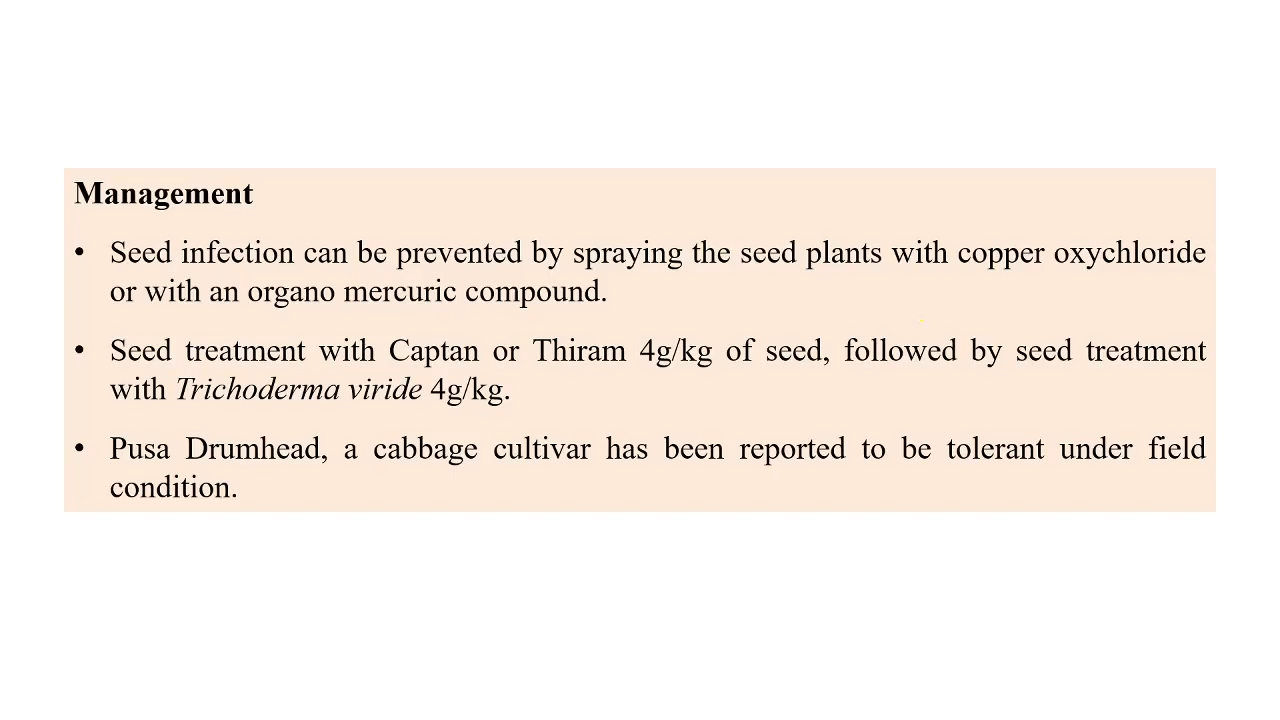 Management
• Seed infection can be prevented by spraying the seed plants with copper oxychloride
or with an organo mercuric compound.
• Seed treatment with Captan or Thiram 4g/kg of seed, followed by seed treatment
with Trichoderma viride 4g/kg.
• Pusa Drumhead, a cabbage cultivar has been reported to be tolerant under field
condition.